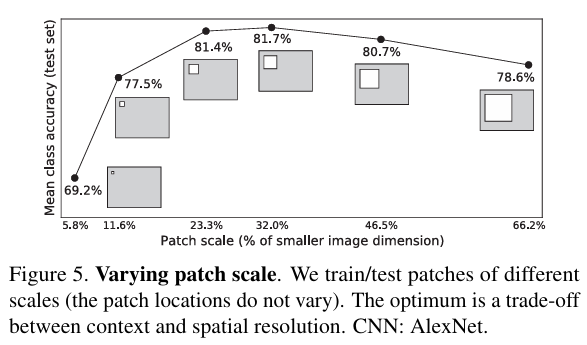 Mean class accuracy (test set)
69.2%
77.5%
81.4%
81.7%
80.7%
78.6%
5.8% 11.6% 23.3% 32.0% 46.5% 66.2%
Patch scale (% of smaller image dimension)
Figure 5. Varying patch scale. We train/test patches of different
scales (the patch locations do not vary). The optimum is a trade-off
between context and spatial resolution. CNN: AlexNet.